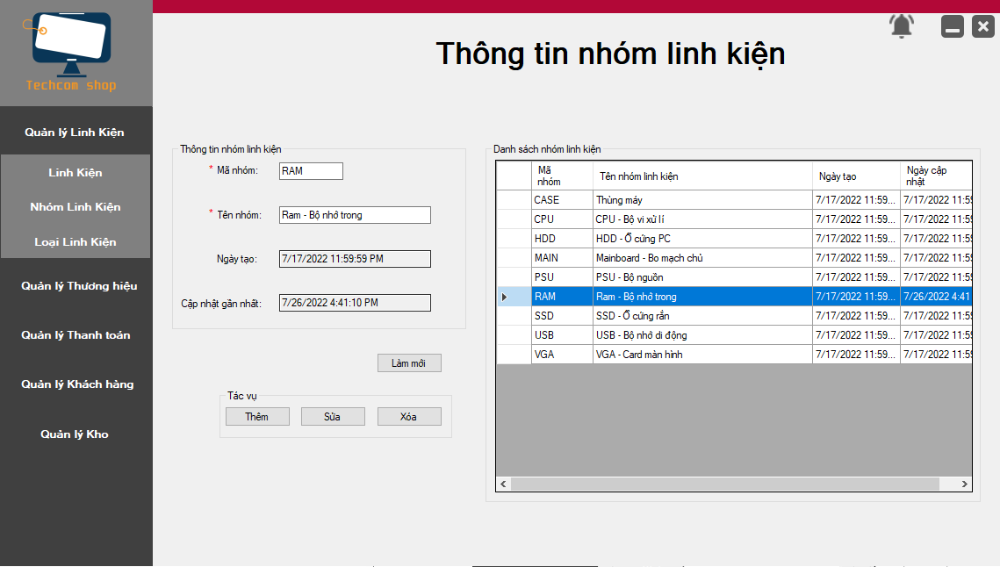 Techcom shop
Thông tin nhóm linh kiện
Quản lý Linh Kiện
Linh Kiện
Nhóm Linh Kiện
Loại Linh Kiện
Quản lý Thương hiệu
Quản lý Thanh toán
Quản lý Khách hàng
Quản lý Kho
Thông tin nhóm linh kiện
* Mã nhóm: RAM
* Tên nhóm: Ram - Bộ nhớ trong
Ngày tạo: 7/17/2022 11:59:59 PM
Cập nhật gần nhất: 7/26/2022 4:41:10 PM
Làm mới
Tác vụ
Thêm Sửa Xóa
Danh sách nhóm linh kiện
Mã nhóm Tên nhóm linh kiện Ngày tạo Ngày cập nhật
CASE Thùng máy 7/17/2022 11:59... 7/17/2022 11:5
CPU CPU - Bộ vi xử lí 7/17/2022 11:59... 7/17/2022 11:5
HDD HDD - Ổ cứng PC 7/17/2022 11:59... 7/17/2022 11:5
MAIN Mainboard - Bo mạch chủ 7/17/2022 11:59... 7/17/2022 11:5
PSU PSU - Bộ nguồn 7/17/2022 11:59... 7/17/2022 11:5
RAM Ram - Bộ nhớ trong 7/17/2022 11:59... 7/26/2022 4:41
SSD SSD - Ổ cứng rắn 7/17/2022 11:59... 7/17/2022 11:5
USB USB - Bộ nhớ di động 7/17/2022 11:59... 7/17/2022 11:5
VGA VGA - Card màn hình 7/17/2022 11:59... 7/17/2022 11:5